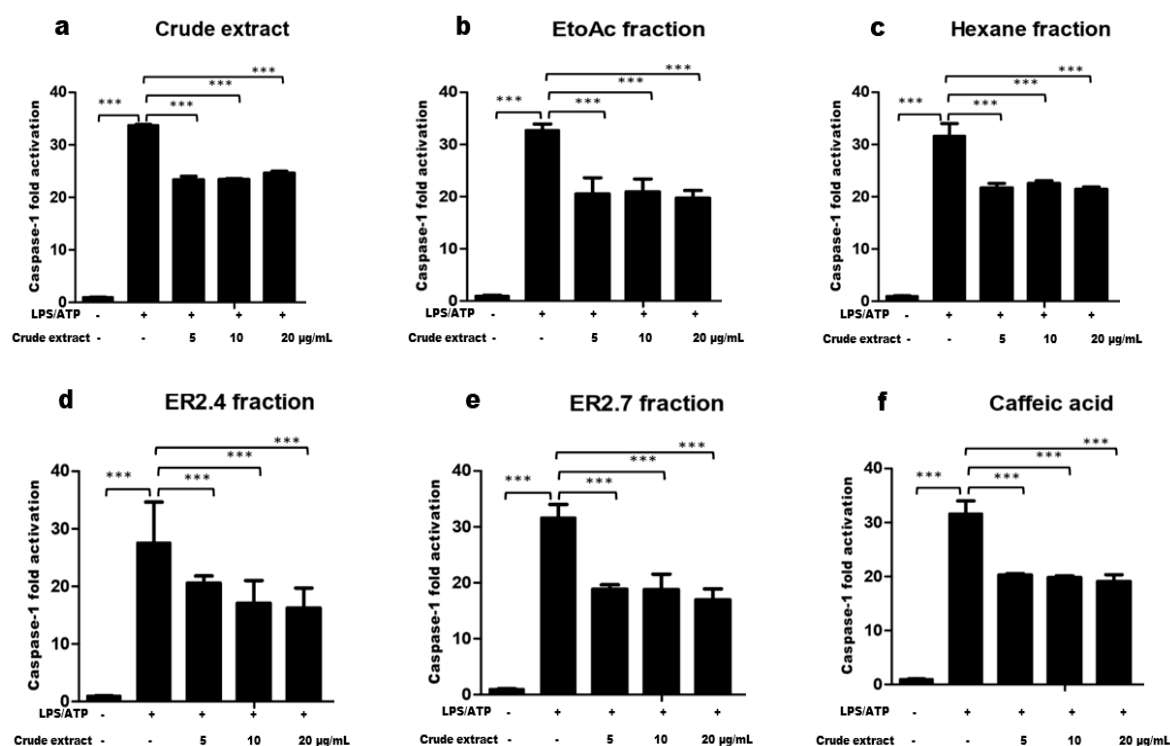 a Crude extract
Caspase-1 fold activation
40
30
20
10
0
*** *** *** ***
LPS/ATP - + + + +
Crude extract - - 5 10 20 µg/mL
b EtoAc fraction
Caspase-1 fold activation
40
30
20
10
0
*** *** *** ***
LPS/ATP - + + + +
Crude extract - - 5 10 20 µg/mL
c Hexane fraction
Caspase-1 fold activation
40
30
20
10
0
*** *** *** ***
LPS/ATP - + + + +
Crude extract - - 5 10 20 µg/mL
d ER2.4 fraction
Caspase-1 fold activation
40
30
20
10
0
*** *** *** ***
LPS/ATP - + + + +
Crude extract - - 5 10 20 µg/mL
e ER2.7 fraction
Caspase-1 fold activation
40
30
20
10
0
*** *** *** ***
LPS/ATP - + + + +
Crude extract - - 5 10 20 µg/mL
f Caffeic acid
Caspase-1 fold activation
40
30
20
10
0
*** *** *** ***
LPS/ATP - + + + +
Crude extract - - 5 10 20 µg/mL